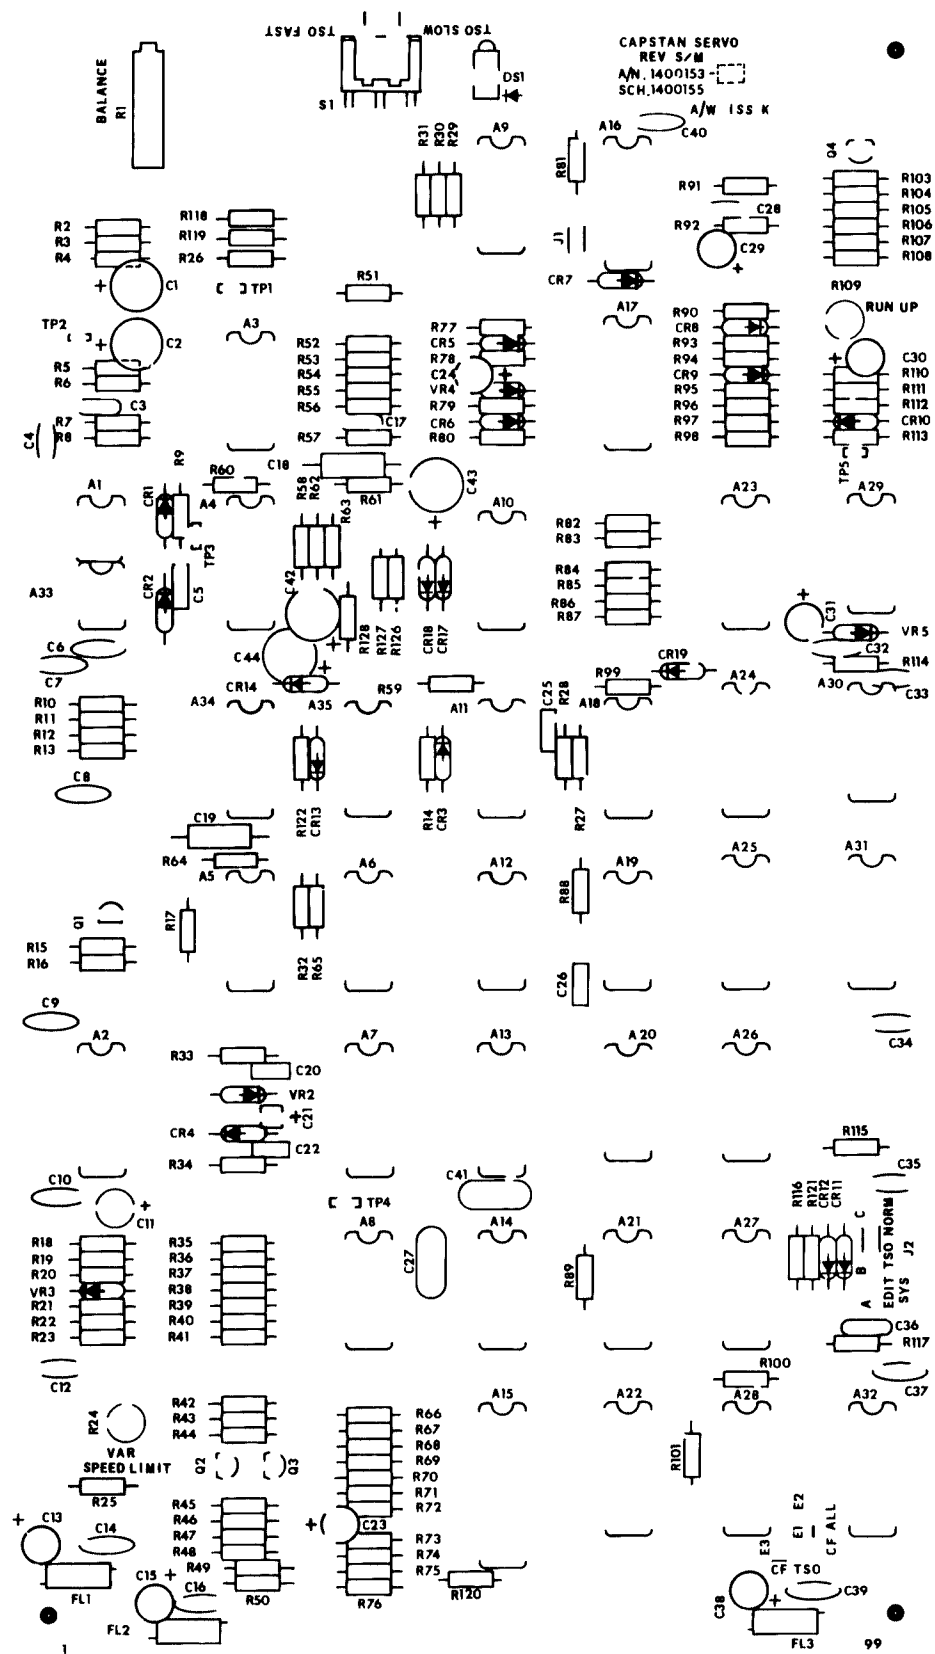 TSO FAST
TSO SLOW
S1
DS1
CAPSTAN SERVO
REV S/M
A/N. 1400153-
SCH. 1400155
A/W ISS K
BALANCE
R1
R31
R30
R29
A9
R81
A16
C40
Q4
R91
C28
R92
C29
R103
R104
R105
R106
R107
R108
R2
R3
R4
R118
R119
R26
J1
CR7
C1
TP1
R51
R109
RUN UP
TP2
C2
A3
R52
R53
R54
R55
R56
R57
C17
R77
CR5
R78
C24
VR4
R79
CR6
R80
A17
R90
CR8
R93
R94
CR9
R95
R96
R97
R98
C30
R110
R111
R112
CR10
R113
TP5
R5
R6
C3
R7
R8
C4
R9
R60
C18
R58
R62
R61
R63
C43
A1
CR1
A4
TP3
A10
A23
A29
R82
R83
R84
R85
R86
R87
A33
CR2
C5
C42
R128
R127
R126
CR18
CR17
C31
VR5
C32
R114
C6
C7
C44
CR14
A34
A35
R59
A11
C25
R28
R99
A18
CR19
A24
A30
C33
R10
R11
R12
R13
C8
R122
CR13
R14
CR3
R27
C19
R64
A5
A6
A12
R88
A19
A25
A31
Q1
R17
R15
R16
R32
R65
C26
C9
A2
A7
A13
A20
A26
C34
R33
C20
VR2
C21
CR4
C22
R34
R115
C35
C10
C11
TP4
C41
R116
R121
CR12
CR11
R18
R19
R20
VR3
R21
R22
R23
R35
R36
R37
R38
R39
R40
R41
A8
C27
A14
R89
A21
A27
C
B
A
EDIT TSO NORM
SYS
J2
C36
R117
C12
R100
C37
R24
VAR
SPEED LIMIT
R42
R43
R44
Q2
Q3
A15
A22
A28
A32
R66
R67
R68
R69
R70
R71
R72
R101
R25
C13
C14
R45
R46
R47
R48
R49
R50
C23
R73
R74
R75
R76
R120
E3
E1
E2
CF ALL
CF TSO
FL1
C15
C16
FL2
C38
C39
FL3
1
99